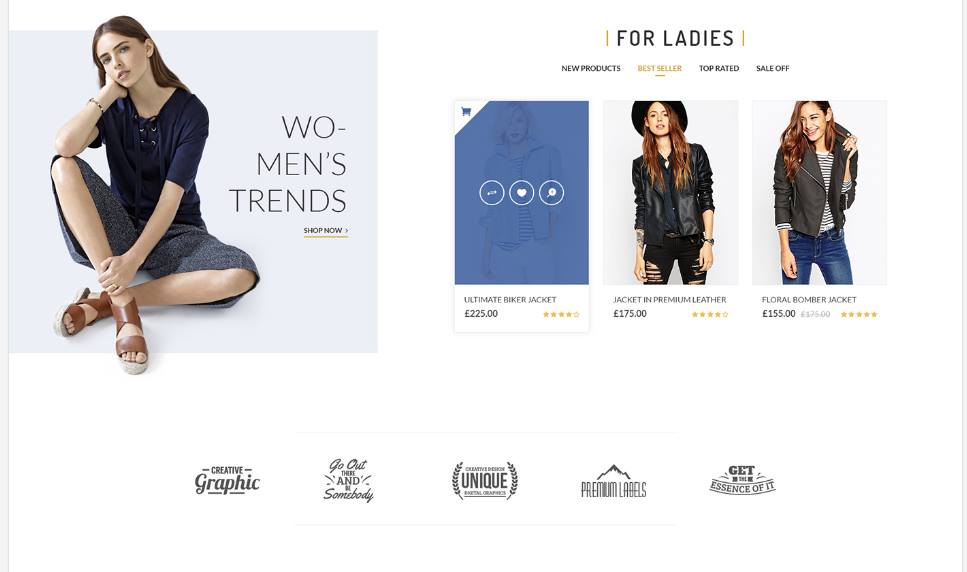 WO-
MEN'S
TRENDS
SHOP NOW
FOR LADIES
NEW PRODUCTS BEST SELLER TOP RATED SALE OFF
ULTIMATE BIKER JACKET
£225.00
JACKET IN PREMIUM LEATHER
£175.00
FLORAL BOMBER JACKET
£155.00 £175.00
CREATIVE
Graphic
Go Out
THERE
AND
BE
Somebody
CREATIVE DESIGN
UNIQUE
DIGITAL GRAPHICS
PREMIUM LABELS
GET
IN THE
ESSENCE OF IT